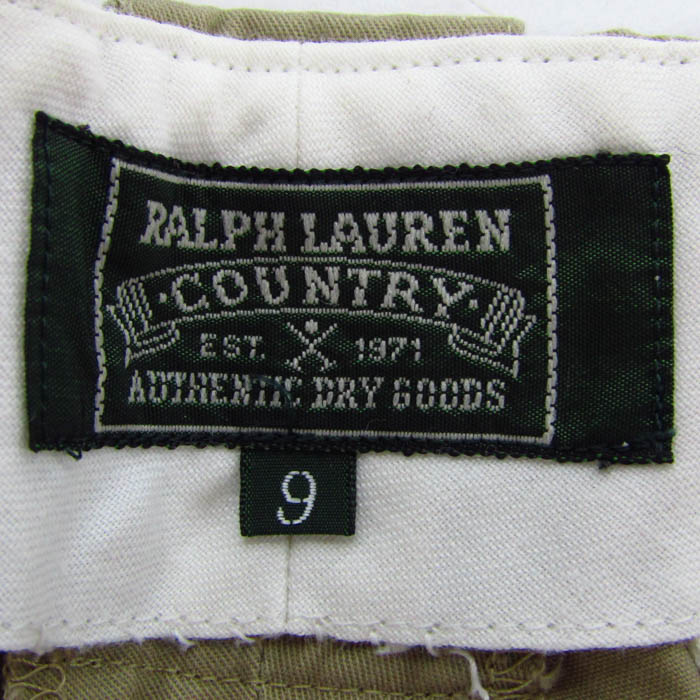 RALPH LAUREN
·COUNTRY·
EST. 1971
AUTHENTIC DRY GOODS
9